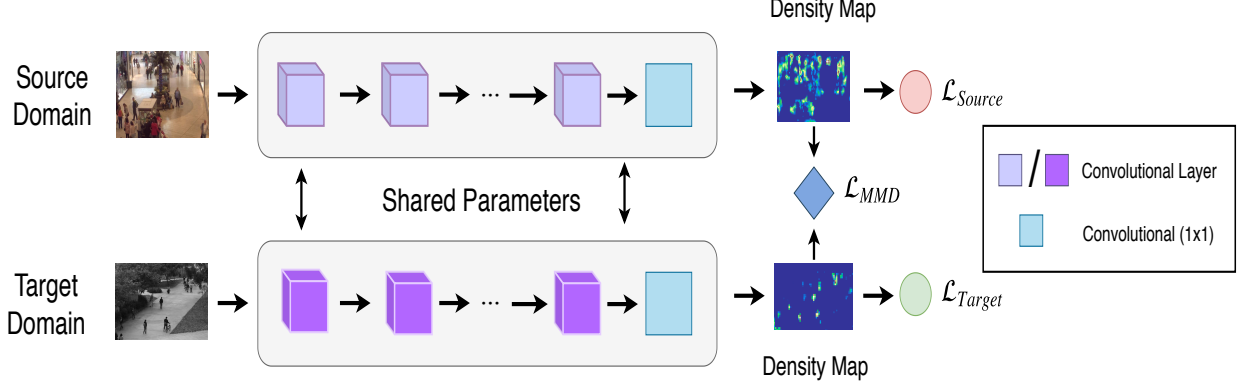 Density Map
Source
Domain
...
ℒSource
Shared Parameters
ℒMMD
/ Convolutional Layer
Convolutional (1x1)
Target
Domain
...
ℒTarget
Density Map